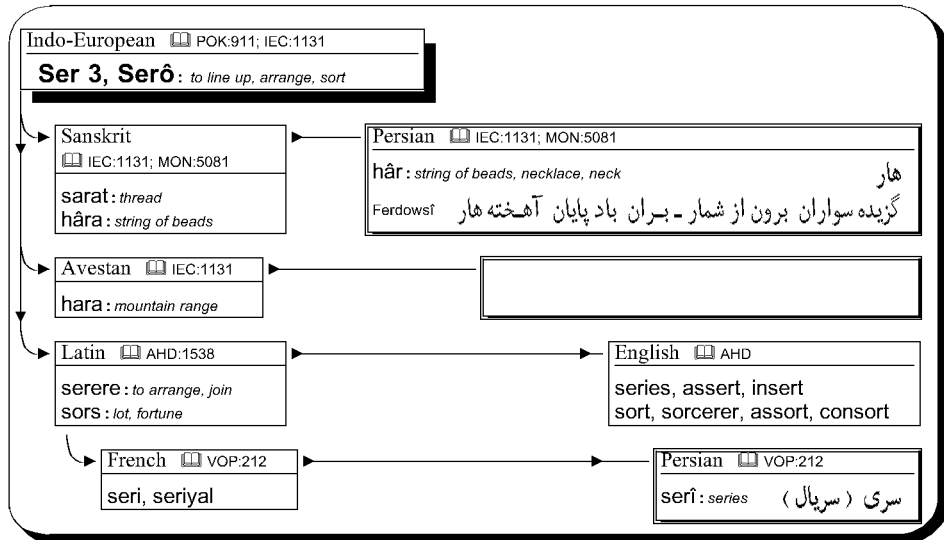 Indo-European POK:911; IEC:1131
Ser 3, Serô : to line up, arrange, sort
Sanskrit
IEC:1131; MON:5081
sarat : thread
hâra : string of beads
Persian IEC:1131; MON:5081
hâr : string of beads, necklace, neck هار
Ferdowsî گزیده سواران برون از شمار ـ بـران باد پایان آهـخته هار
Avestan IEC:1131
hara : mountain range
Latin AHD:1538
serere : to arrange, join
sors : lot, fortune
English AHD
series, assert, insert
sort, sorcerer, assort, consort
French VOP:212
seri, seriyal
Persian VOP:212
serî : series سری ( سریال )